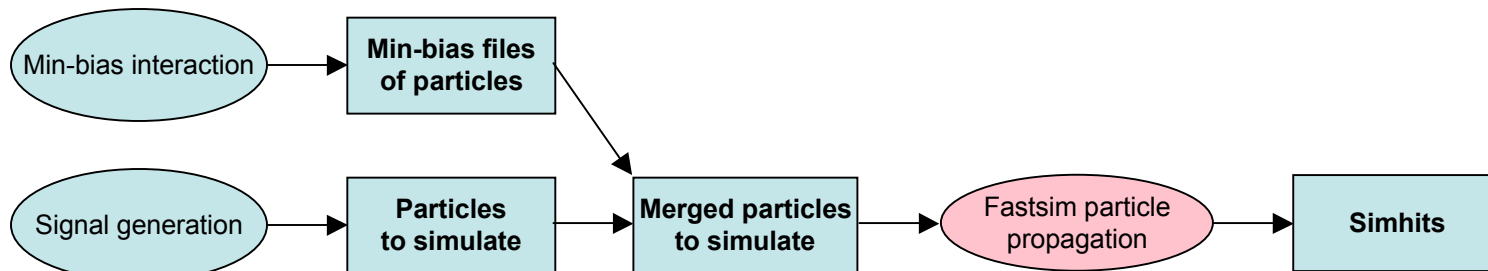 Min-bias interaction
Min-bias files
of particles
Signal generation
Particles
to simulate
Merged particles
to simulate
Fastsim particle
propagation
Simhits